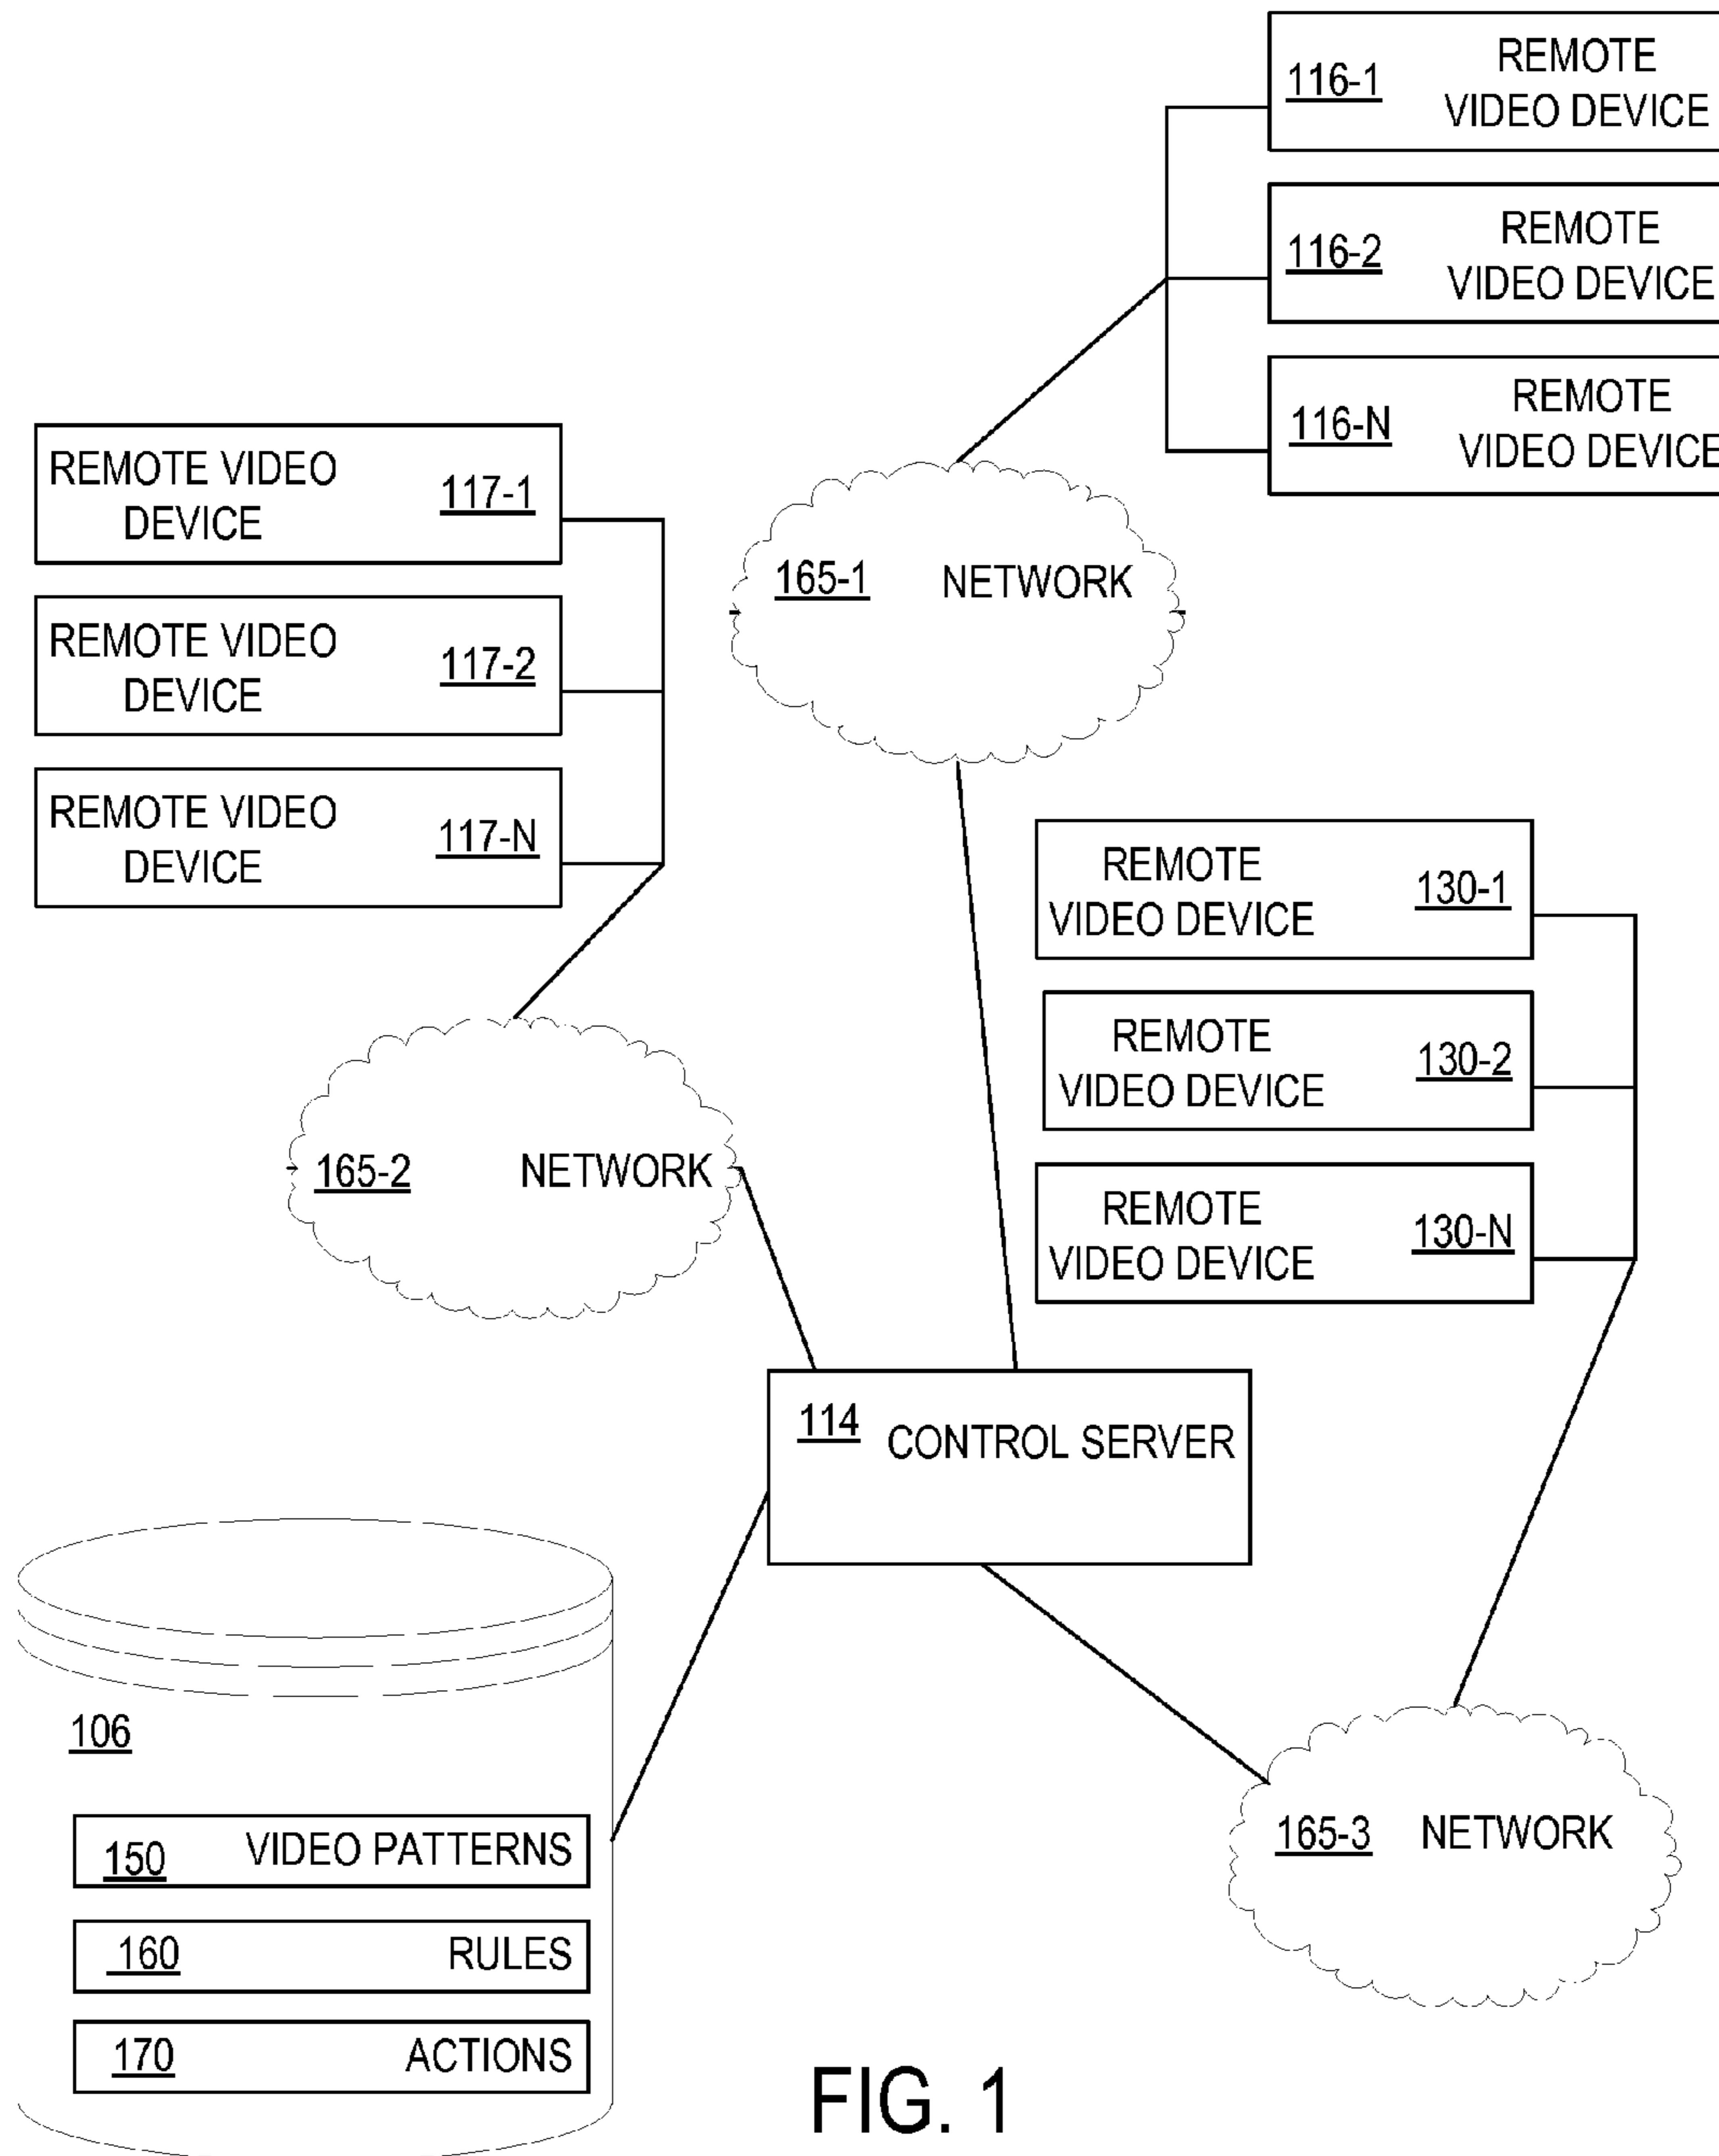 116-1 REMOTE
VIDEO DEVICE
116-2 REMOTE
VIDEO DEVICE
116-N REMOTE
VIDEO DEVICE
REMOTE VIDEO
DEVICE 117-1
REMOTE VIDEO
DEVICE 117-2
REMOTE VIDEO
DEVICE 117-N
165-1 NETWORK
REMOTE
VIDEO DEVICE 130-1
REMOTE
VIDEO DEVICE 130-2
REMOTE
VIDEO DEVICE 130-N
165-2 NETWORK
114 CONTROL SERVER
106
150 VIDEO PATTERNS
160 RULES
170 ACTIONS
165-3 NETWORK
FIG. 1